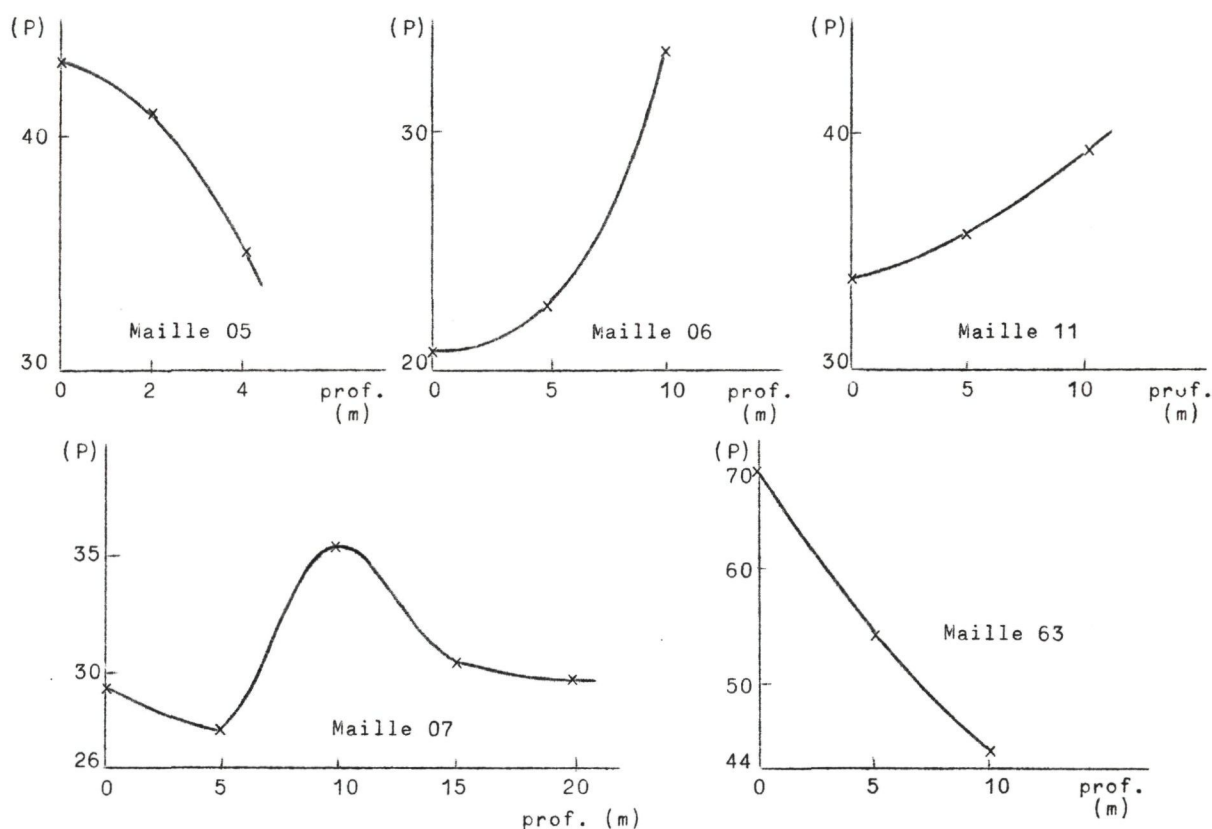 (P)
40
30
0 2 4 prof.
(m)
Maille 05
(P)
30
20
0 5 10 prof.
(m)
Maille 06
(P)
40
30
0 5 10 prof.
(m)
Maille 11
(P)
35
30
26
0 5 10 15 20
prof. (m)
Maille 07
(P)
70
60
50
44
0 5 10 prof.
(m)
Maille 63